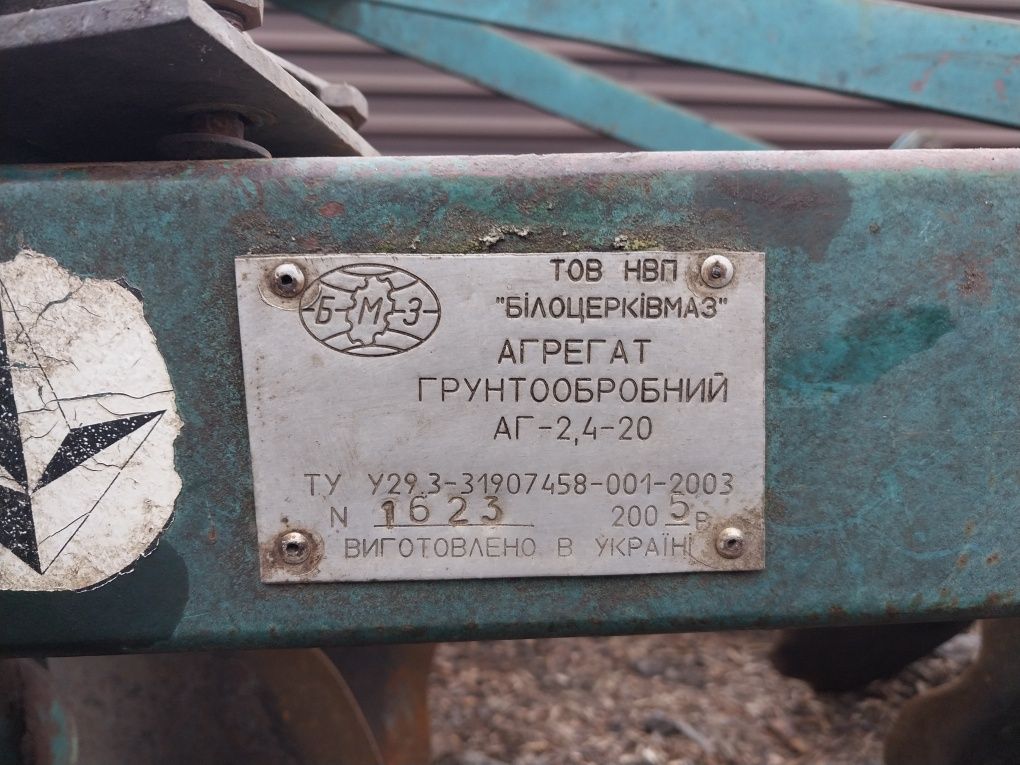 Б-М-З
ТОВ НВП
"БІЛОЦЕРКІВМАЗ"
АГРЕГАТ
ГРУНТООБРОБНИЙ
АГ-2,4-20
ТУ У29.3-31907458-001-2003
N 1623 2005 р
ВИГОТОВЛЕНО В УКРАЇНІ